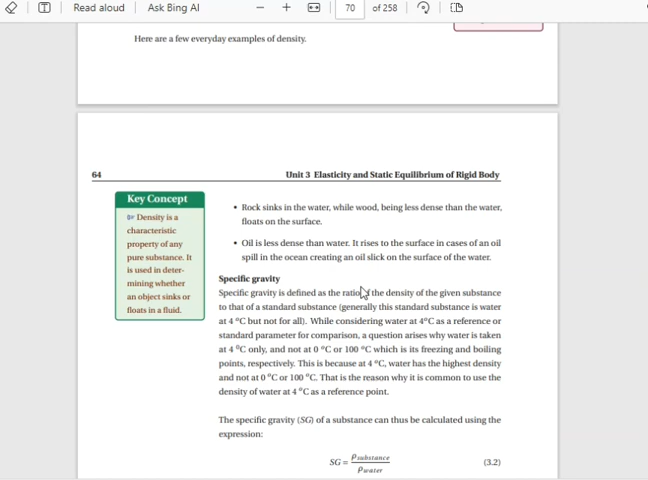 Read aloud Ask Bing AI − + 70 of 258
Here are a few everyday examples of density.
64 Unit 3 Elasticity and Static Equilibrium of Rigid Body
Key Concept
Density is a
characteristic
property of any
pure substance. It
is used in deter-
mining whether
an object sinks or
floats in a fluid.
• Rock sinks in the water, while wood, being less dense than the water,
floats on the surface.
• Oil is less dense than water. It rises to the surface in cases of an oil
spill in the ocean creating an oil slick on the surface of the water.
Specific gravity
Specific gravity is defined as the ratio of the density of the given substance
to that of a standard substance (generally this standard substance is water
at 4 °C but not for all). While considering water at 4°C as a reference or
standard parameter for comparison, a question arises why water is taken
at 4 °C only, and not at 0 °C or 100 °C which is its freezing and boiling
points, respectively. This is because at 4 °C, water has the highest density
and not at 0 °C or 100 °C. That is the reason why it is common to use the
density of water at 4 °C as a reference point.
The specific gravity (SG) of a substance can thus be calculated using the
expression:
SG = ρsubstance / ρwater (3.2)